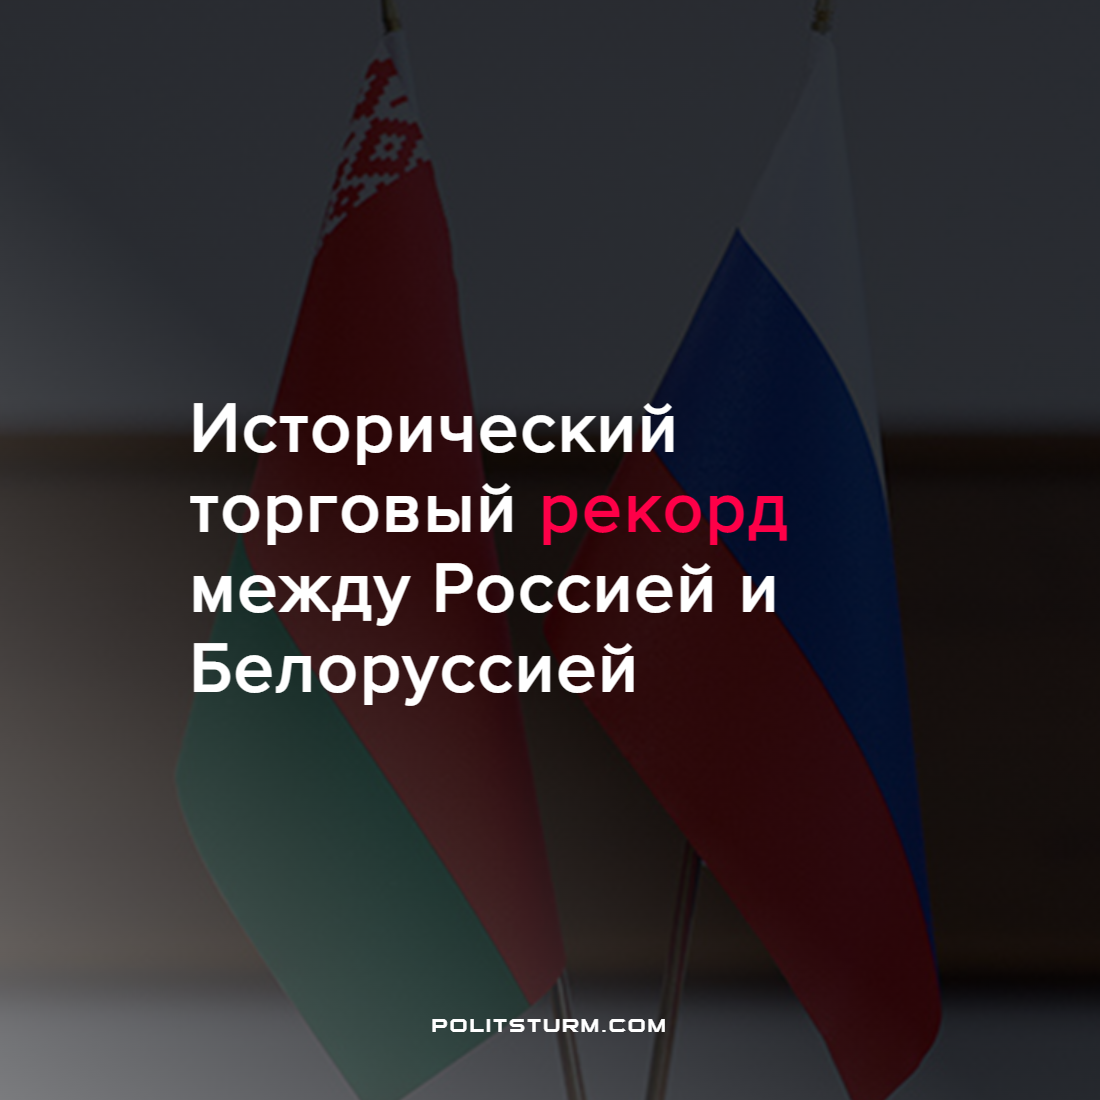 Исторический
торговый рекорд
между Россией и
Белоруссией
POLITSTURM.COM